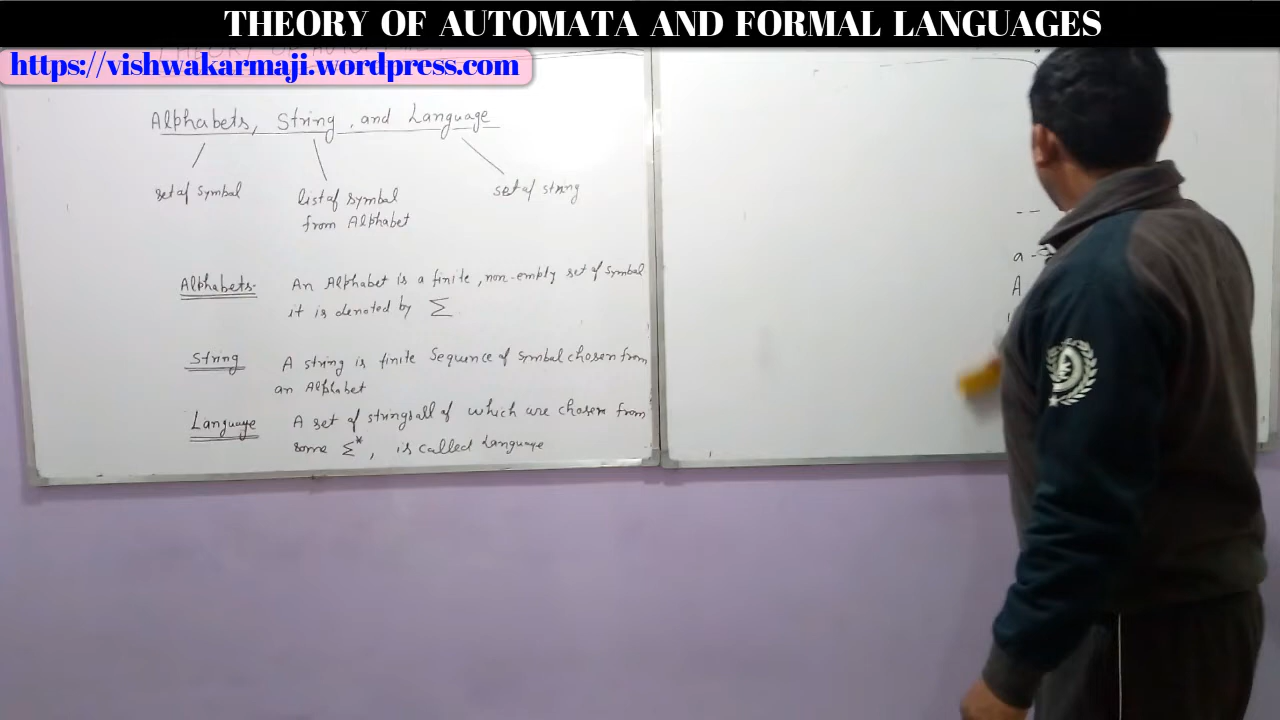 THEORY OF AUTOMATA AND FORMAL LANGUAGES
https://vishwakarmaji.wordpress.com
Alphabets, String, and Language
set of symbal
list of symbal
from Alphabet
set of string
Alphabets- An Alphabet is a finite, non-empty set of symbal
it is denoted by Σ
String A string is finite Sequence of symbol chosen from
an Alphabet
Language A set of strings all of which are chosen from
some Σ*, is called Language
a -
A